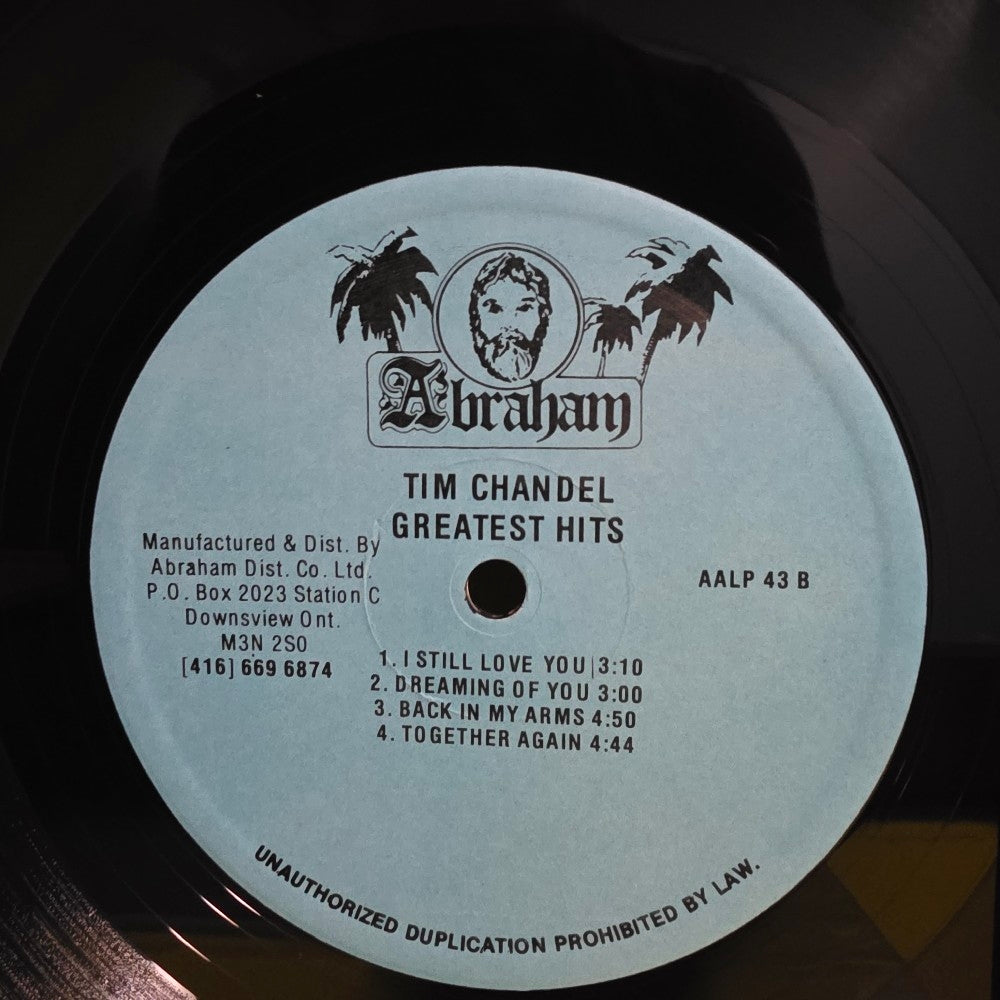 Abraham
TIM CHANDEL
GREATEST HITS
Manufactured & Dist. By
Abraham Dist. Co. Ltd.
P.O. Box 2023 Station C
Downsview Ont.
M3N 2S0
[416] 669 6874
AALP 43 B
1. I STILL LOVE YOU 3:10
2. DREAMING OF YOU 3:00
3. BACK IN MY ARMS 4:50
4. TOGETHER AGAIN 4:44
UNAUTHORIZED DUPLICATION PROHIBITED BY LAW.